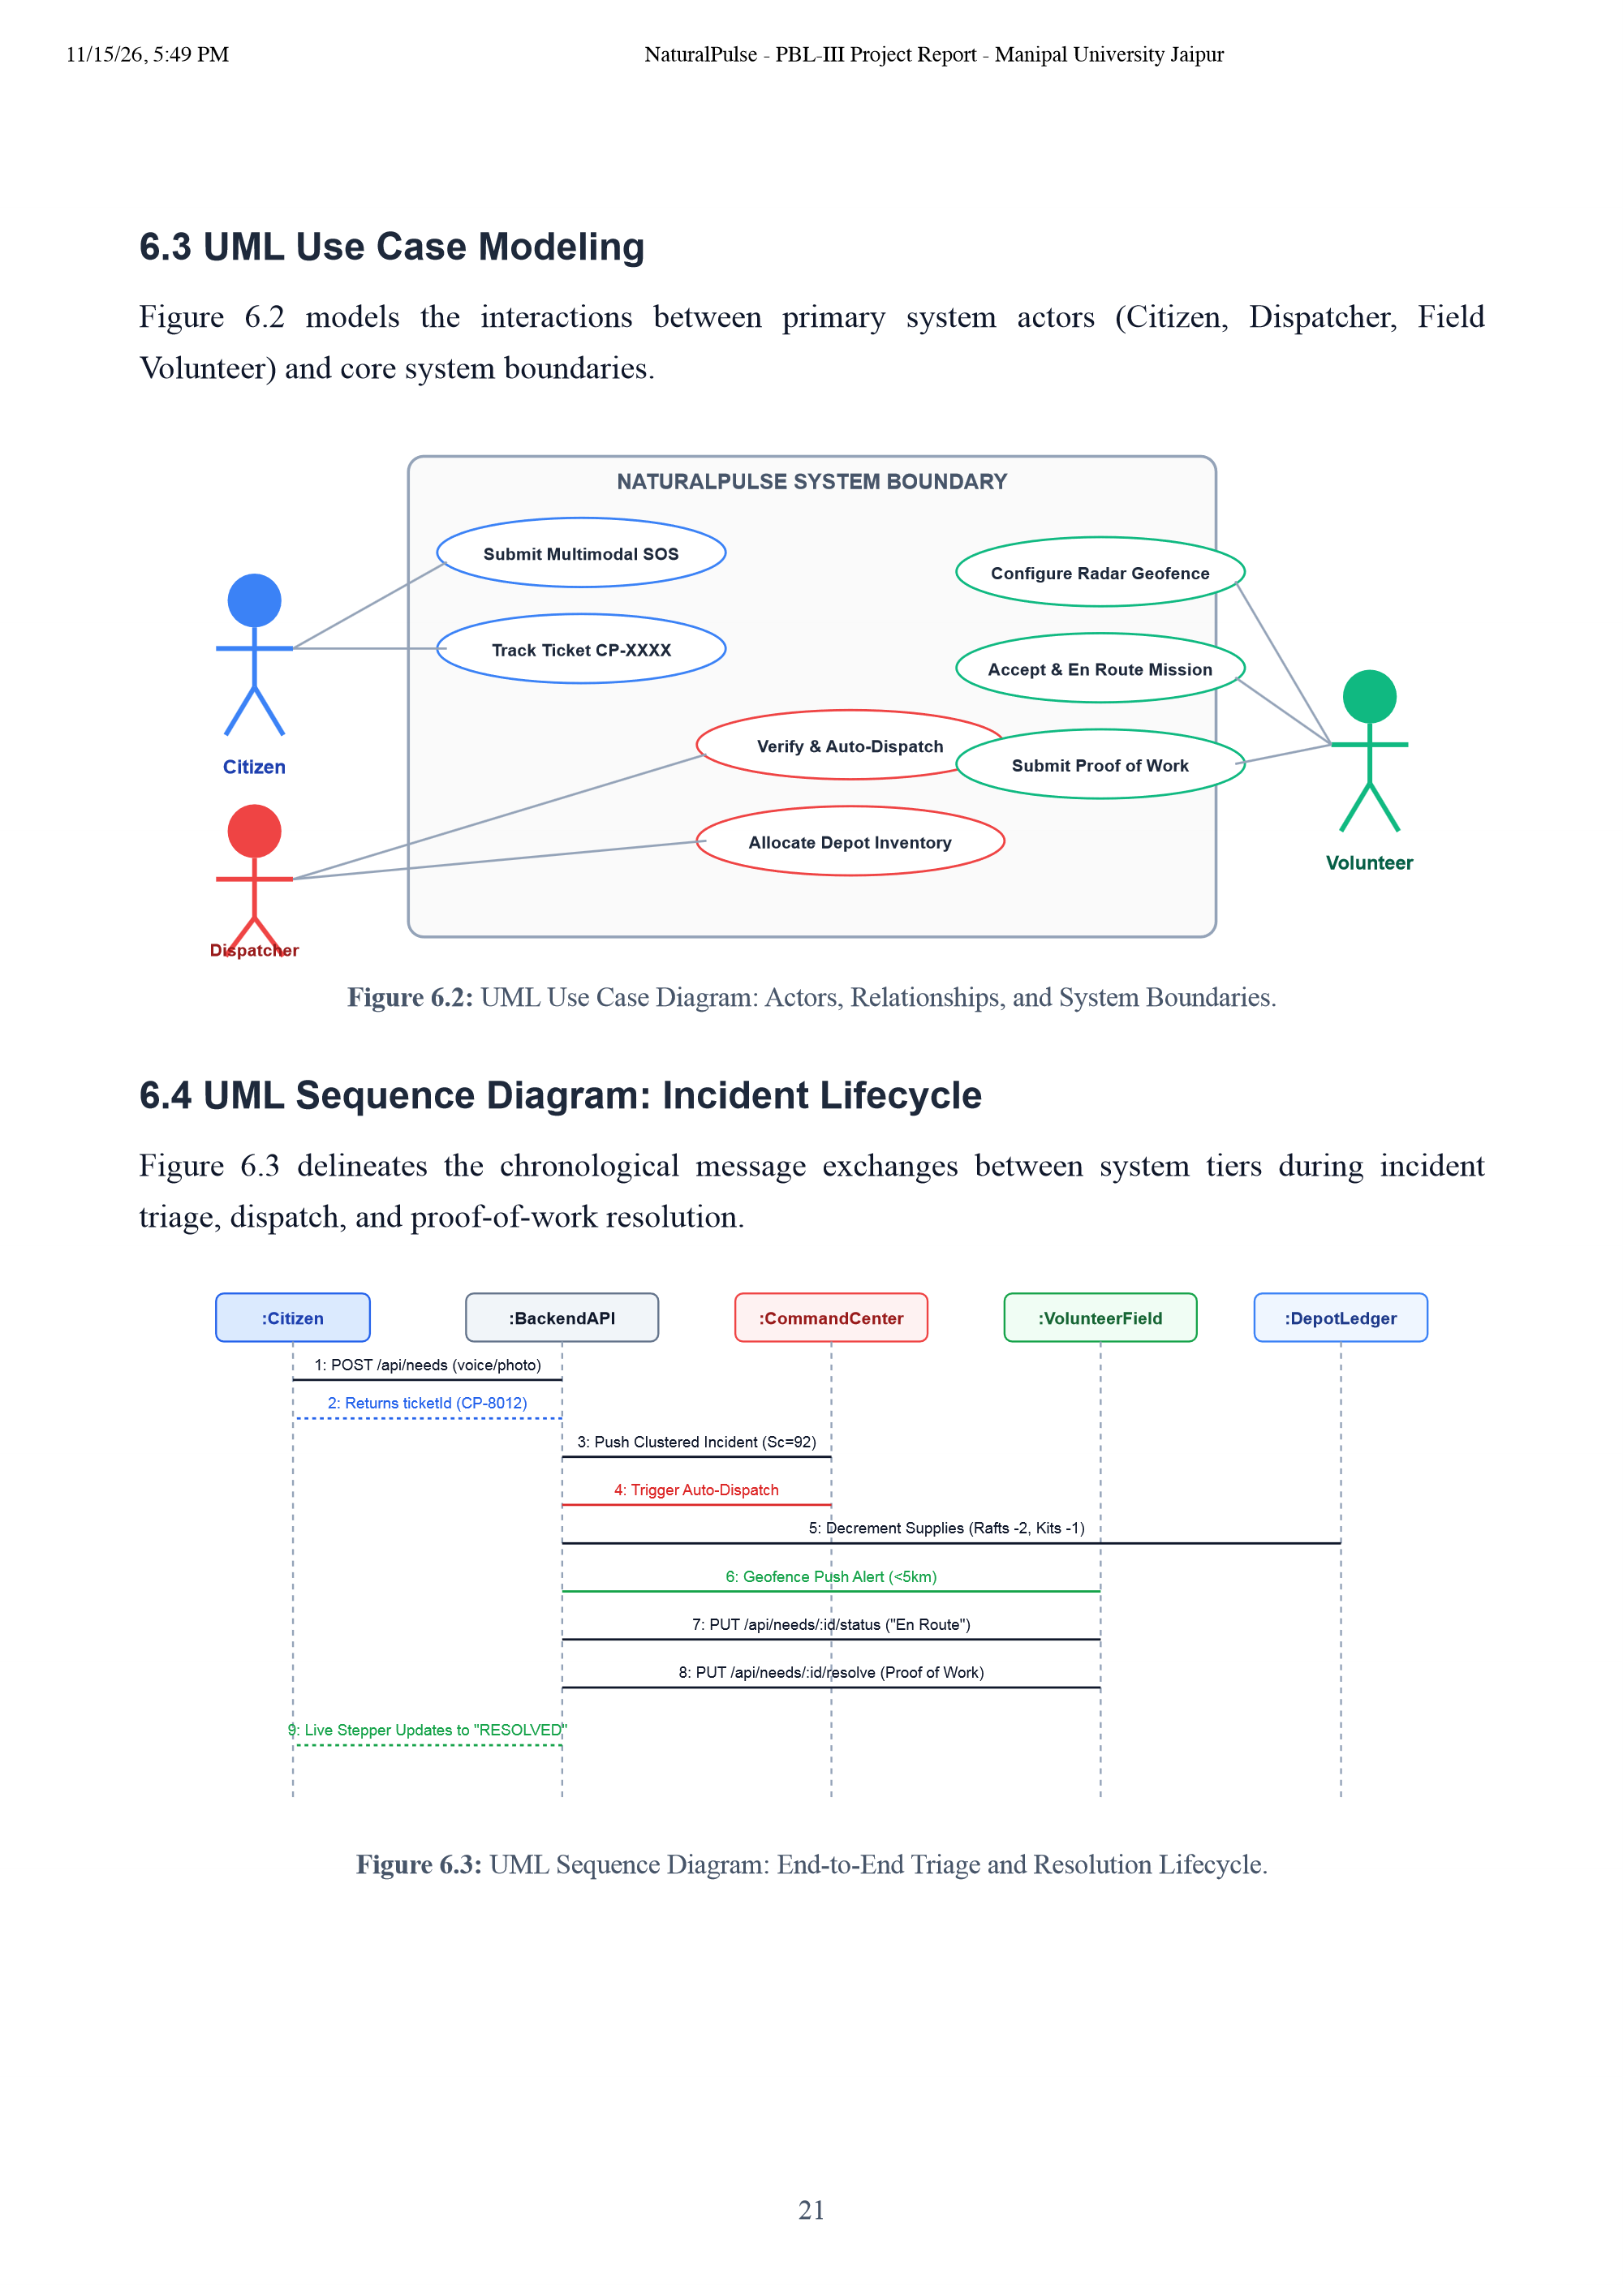 11/15/26, 5:49 PM NaturalPulse - PBL-III Project Report - Manipal University Jaipur
6.3 UML Use Case Modeling
Figure 6.2 models the interactions between primary system actors (Citizen, Dispatcher, Field
Volunteer) and core system boundaries.
NATURALPULSE SYSTEM BOUNDARY
Submit Multimodal SOS
Configure Radar Geofence
Track Ticket CP-XXXX
Accept & En Route Mission
Verify & Auto-Dispatch
Submit Proof of Work
Citizen
Allocate Depot Inventory
Volunteer
Dispatcher
Figure 6.2: UML Use Case Diagram: Actors, Relationships, and System Boundaries.
6.4 UML Sequence Diagram: Incident Lifecycle
Figure 6.3 delineates the chronological message exchanges between system tiers during incident
triage, dispatch, and proof-of-work resolution.
:Citizen :BackendAPI :CommandCenter :VolunteerField :DepotLedger
1: POST /api/needs (voice/photo)
2: Returns ticketId (CP-8012)
3: Push Clustered Incident (Sc=92)
4: Trigger Auto-Dispatch
5: Decrement Supplies (Rafts -2, Kits -1)
6: Geofence Push Alert (<5km)
7: PUT /api/needs/:id/status ("En Route")
8: PUT /api/needs/:id/resolve (Proof of Work)
9: Live Stepper Updates to "RESOLVED"
Figure 6.3: UML Sequence Diagram: End-to-End Triage and Resolution Lifecycle.
21